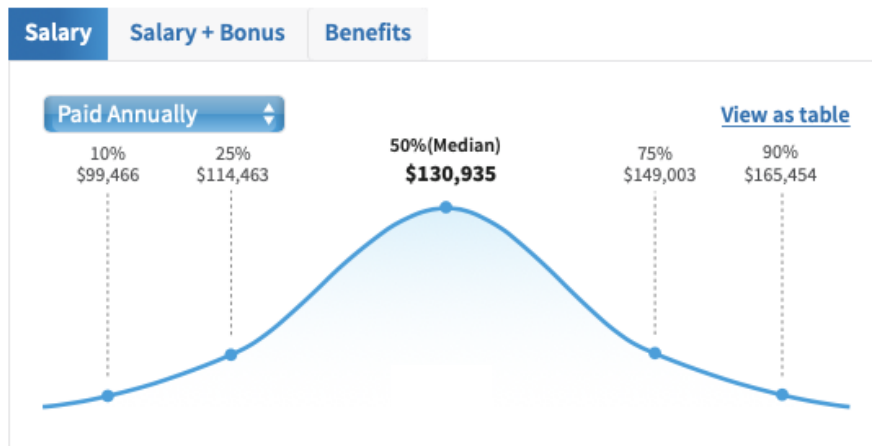 Salary Salary + Bonus Benefits
Paid Annually
View as table
10%
$99,466
25%
$114,463
50%(Median)
$130,935
75%
$149,003
90%
$165,454